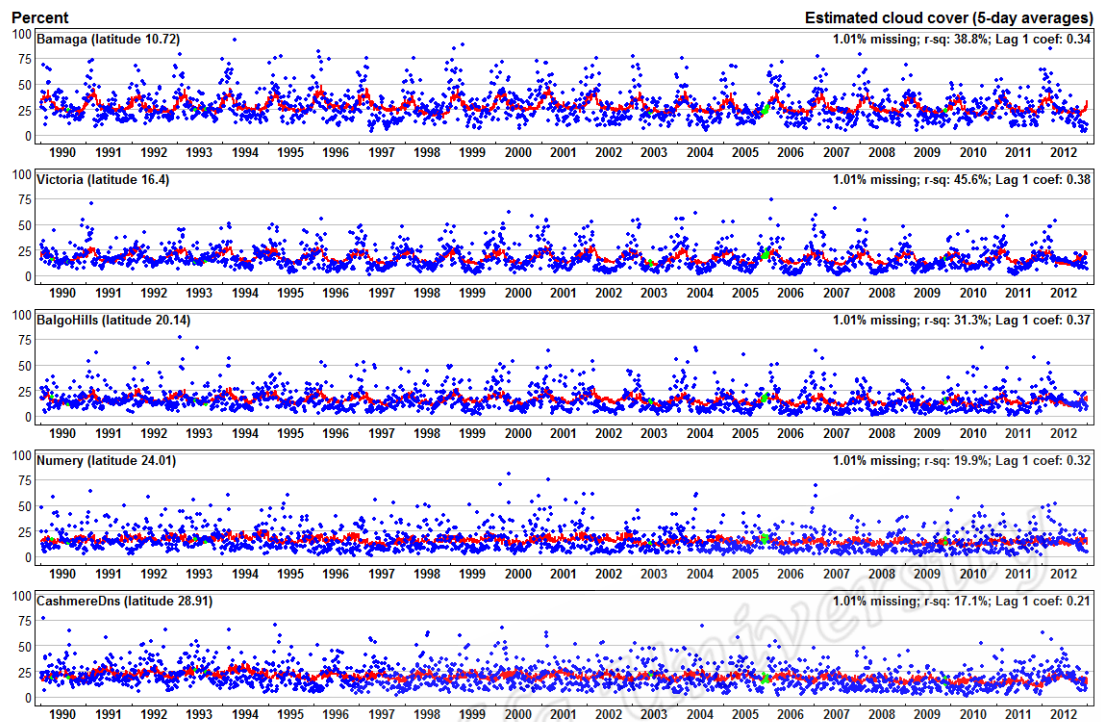 Percent Estimated cloud cover (5-day averages)
Bamaga (latitude 10.72) 1.01% missing; r-sq: 38.8%; Lag 1 coef: 0.34
100
75
50
25
0
1990 1991 1992 1993 1994 1995 1996 1997 1998 1999 2000 2001 2002 2003 2004 2005 2006 2007 2008 2009 2010 2011 2012
Victoria (latitude 16.4) 1.01% missing; r-sq: 45.6%; Lag 1 coef: 0.38
100
75
50
25
0
1990 1991 1992 1993 1994 1995 1996 1997 1998 1999 2000 2001 2002 2003 2004 2005 2006 2007 2008 2009 2010 2011 2012
BalgoHills (latitude 20.14) 1.01% missing; r-sq: 31.3%; Lag 1 coef: 0.37
100
75
50
25
0
1990 1991 1992 1993 1994 1995 1996 1997 1998 1999 2000 2001 2002 2003 2004 2005 2006 2007 2008 2009 2010 2011 2012
Numery (latitude 24.01) 1.01% missing; r-sq: 19.9%; Lag 1 coef: 0.32
100
75
50
25
0
1990 1991 1992 1993 1994 1995 1996 1997 1998 1999 2000 2001 2002 2003 2004 2005 2006 2007 2008 2009 2010 2011 2012
CashmereDns (latitude 28.91) 1.01% missing; r-sq: 17.1%; Lag 1 coef: 0.21
100
75
50
25
0
1990 1991 1992 1993 1994 1995 1996 1997 1998 1999 2000 2001 2002 2003 2004 2005 2006 2007 2008 2009 2010 2011 2012
University